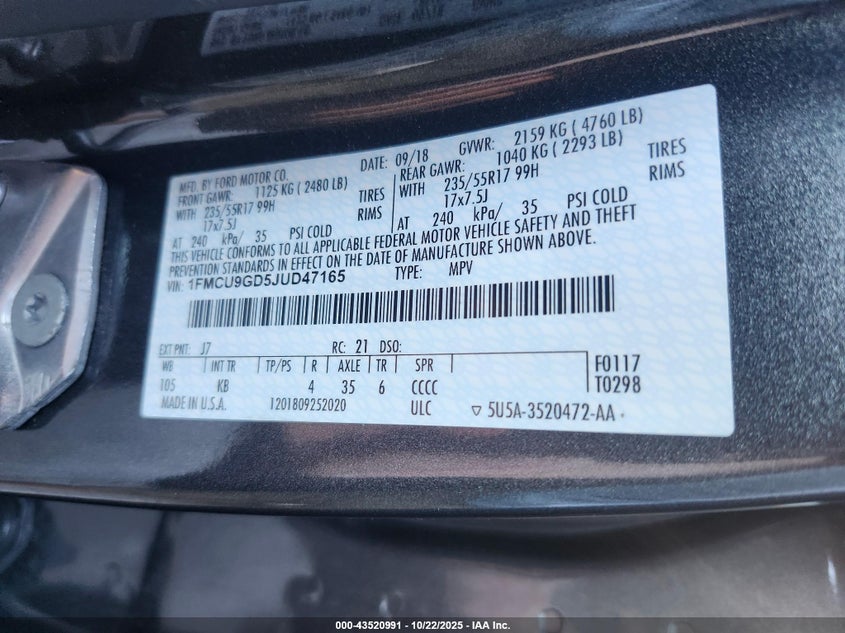 MFD. BY FORD MOTOR CO.
DATE: 09/18
GVWR: 2159 KG ( 4760 LB)
FRONT GAWR: 1125 KG ( 2480 LB)
REAR GAWR: 1040 KG ( 2293 LB)
WITH 235/55R17 99H TIRES
WITH 235/55R17 99H TIRES
17x7.5J RIMS
17x7.5J RIMS
AT 240 kPa/ 35 PSI COLD
AT 240 kPa/ 35 PSI COLD
THIS VEHICLE CONFORMS TO ALL APPLICABLE FEDERAL MOTOR VEHICLE SAFETY AND THEFT
PREVENTION STANDARDS IN EFFECT ON THE DATE OF MANUFACTURE SHOWN ABOVE.
VIN: 1FMCU9GD5JUD47165
TYPE: MPV
EXT PNT: J7 RC: 21 DSO:
WB INT TR TP/PS R AXLE TR SPR
105 KB 4 35 6 CCCC
F0117
T0298
MADE IN U.S.A. 1201809252020 ULC ▽ 5U5A-3520472-AA
000-43520991 - 10/22/2025 - IAA Inc.